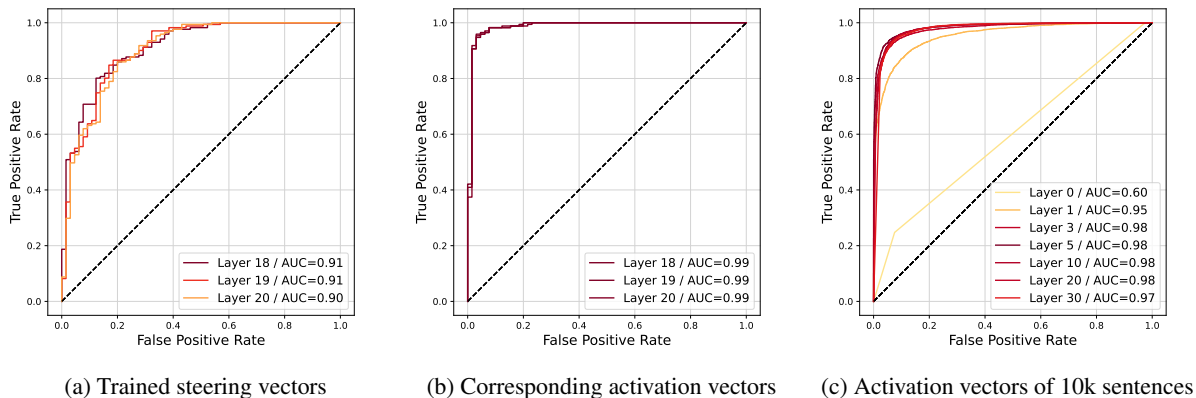 True Positive Rate
1.0
0.8
0.6
0.4
0.2
0.0
0.0 0.2 0.4 0.6 0.8 1.0
False Positive Rate
Layer 18 / AUC=0.91
Layer 19 / AUC=0.91
Layer 20 / AUC=0.90
(a) Trained steering vectors
True Positive Rate
1.0
0.8
0.6
0.4
0.2
0.0
0.0 0.2 0.4 0.6 0.8 1.0
False Positive Rate
Layer 18 / AUC=0.99
Layer 19 / AUC=0.99
Layer 20 / AUC=0.99
(b) Corresponding activation vectors
True Positive Rate
1.0
0.8
0.6
0.4
0.2
0.0
0.0 0.2 0.4 0.6 0.8 1.0
False Positive Rate
Layer 0 / AUC=0.60
Layer 1 / AUC=0.95
Layer 3 / AUC=0.98
Layer 5 / AUC=0.98
Layer 10 / AUC=0.98
Layer 20 / AUC=0.98
Layer 30 / AUC=0.97
(c) Activation vectors of 10k sentences